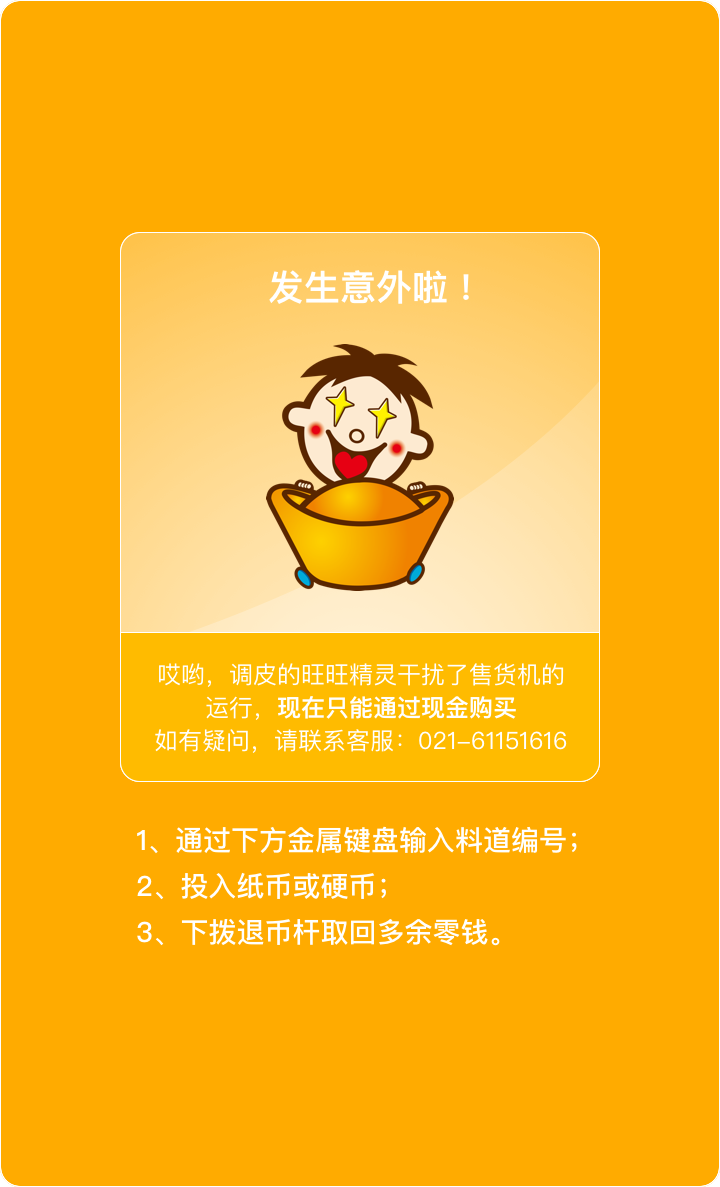 发生意外啦！
哎哟，调皮的旺旺精灵干扰了售货机的
运行，现在只能通过现金购买
如有疑问，请联系客服：021-61151616
1、通过下方金属键盘输入料道编号；
2、投入纸币或硬币；
3、下拨退币杆取回多余零钱。